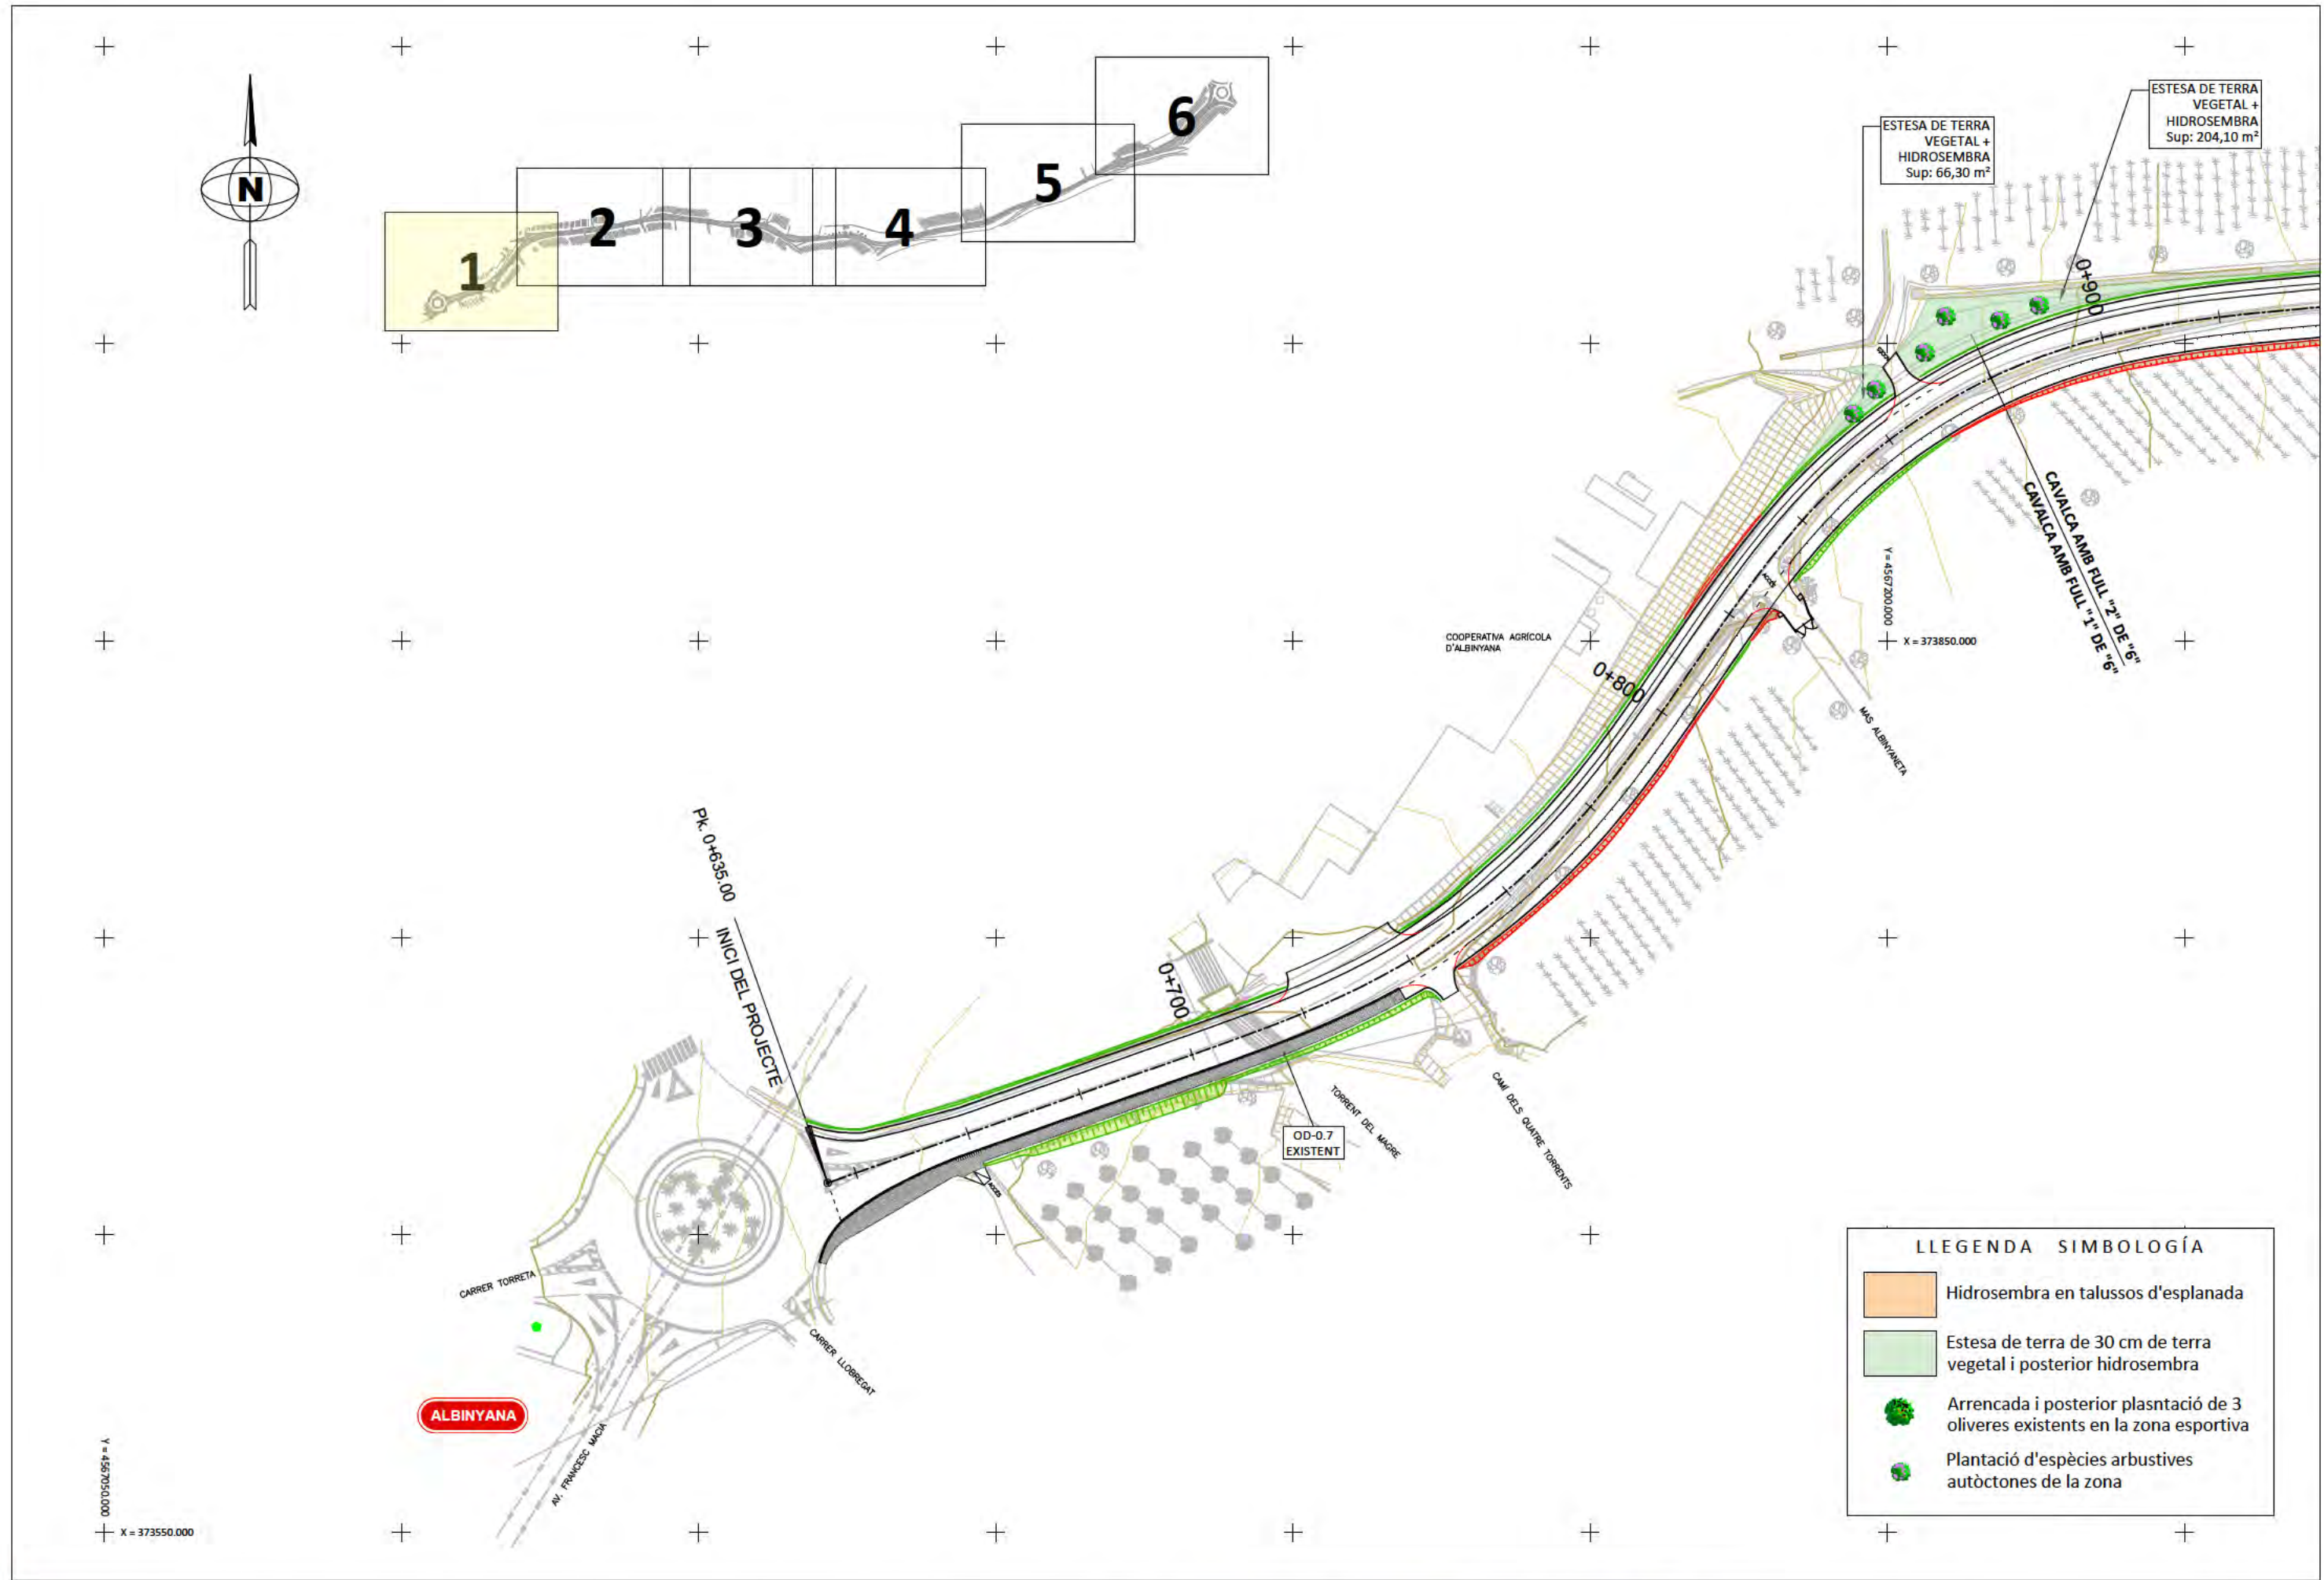 N
1
2
3
4
5
6
ESTESA DE TERRA
VEGETAL +
HIDROSEMBRA
Sup: 204,10 m²
ESTESA DE TERRA
VEGETAL +
HIDROSEMBRA
Sup: 66,30 m²
0+900
ACCÉS
CAVALCA AMB FULL "2" DE "6"
CAVALCA AMB FULL "1" DE "6"
Y = 4567200.000
X = 373850.000
ACCÉS
COOPERATIVA AGRÍCOLA
D'ALBINYANA
0+800
MAS ALBINYANETA
Pk. 0+635.00
INICI DEL PROJECTE
0+700
TORRENT DEL MAGRE
CAMÍ DELS QUATRE TORRENTS
OD-0.7
EXISTENT
ACCÉS
CARRER TORRETA
CARRER LLOBREGAT
ALBINYANA
AV. FRANCESC MACIÀ
Y = 4567050.000
X = 373550.000
LLEGENDA SIMBOLOGÍA
Hidrosembra en talussos d'esplanada
Estesa de terra de 30 cm de terra
vegetal i posterior hidrosembra
Arrencada i posterior plasntació de 3
oliveres existents en la zona esportiva
Plantació d'espècies arbustives
autòctones de la zona